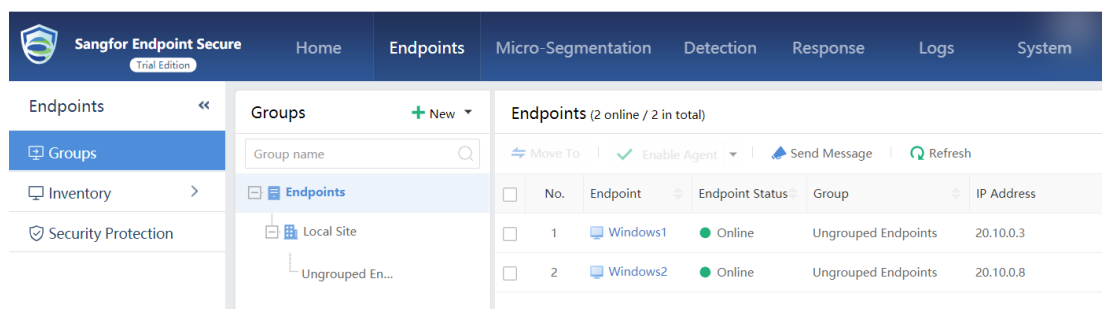 Sangfor Endpoint Secure
Trial Edition
Home
Endpoints
Micro-Segmentation
Detection
Response
Logs
System
Endpoints
Groups
Inventory
Security Protection
Groups
New
Group name
Endpoints
Local Site
Ungrouped En...
Endpoints (2 online / 2 in total)
Move To Enable Agent Send Message Refresh
No. Endpoint Endpoint Status Group IP Address
1 Windows1 Online Ungrouped Endpoints 20.10.0.3
2 Windows2 Online Ungrouped Endpoints 20.10.0.8